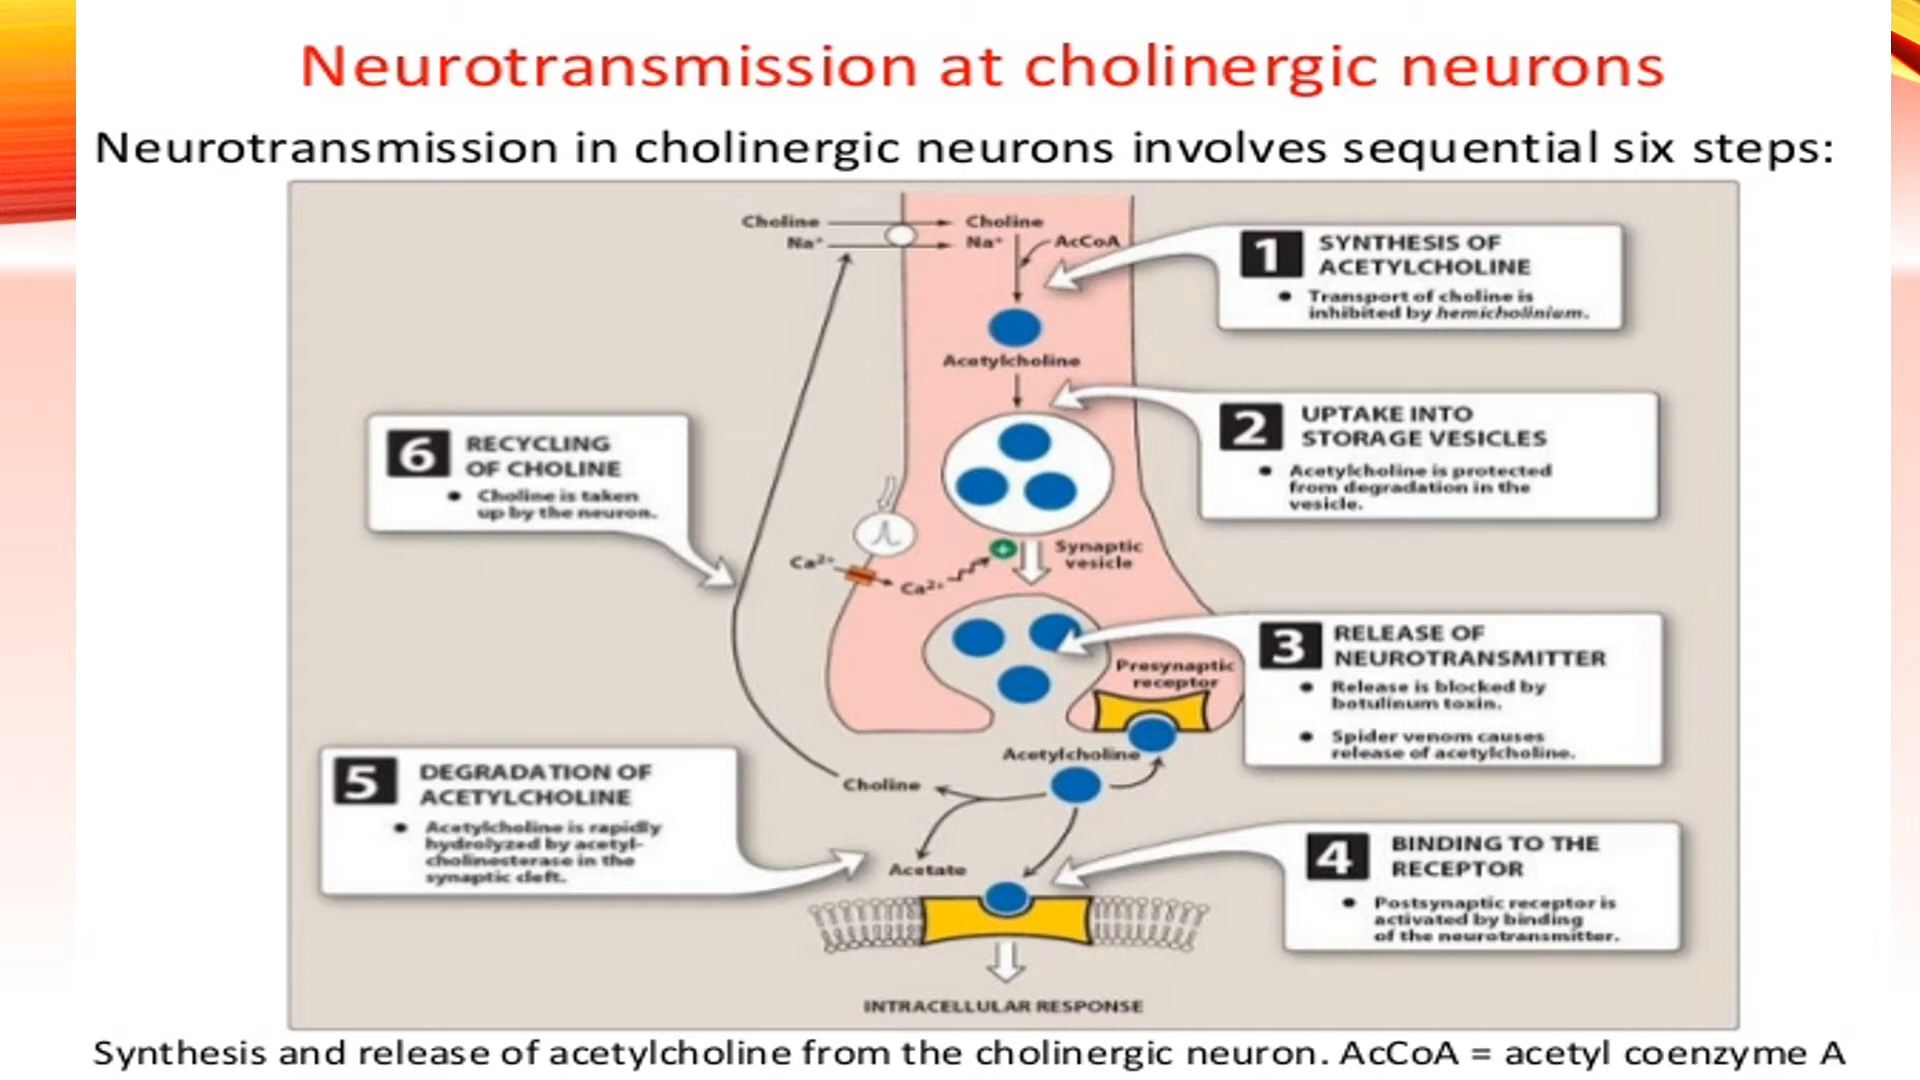 Neurotransmission at cholinergic neurons
Neurotransmission in cholinergic neurons involves sequential six steps:
Choline
Na⁺
Choline
Na⁺
AcCoA
1
SYNTHESIS OF
ACETYLCHOLINE
● Transport of choline is
inhibited by hemicholinium.
Acetylcholine
2
UPTAKE INTO
STORAGE VESICLES
● Acetylcholine is protected
from degradation in the
vesicle.
6
RECYCLING
OF CHOLINE
● Choline is taken
up by the neuron.
Ca²⁺
Ca²⁺
+
Synaptic
vesicle
3
RELEASE OF
NEUROTRANSMITTER
● Release is blocked by
botulinum toxin.
● Spider venom causes
release of acetylcholine.
Presynaptic
receptor
Acetylcholine
Choline
5
DEGRADATION OF
ACETYLCHOLINE
● Acetylcholine is rapidly
hydrolyzed by acetyl-
cholinesterase in the
synaptic cleft.
Acetate
4
BINDING TO THE
RECEPTOR
● Postsynaptic receptor is
activated by binding
of the neurotransmitter.
INTRACELLULAR RESPONSE
Synthesis and release of acetylcholine from the cholinergic neuron. AcCoA = acetyl coenzyme A